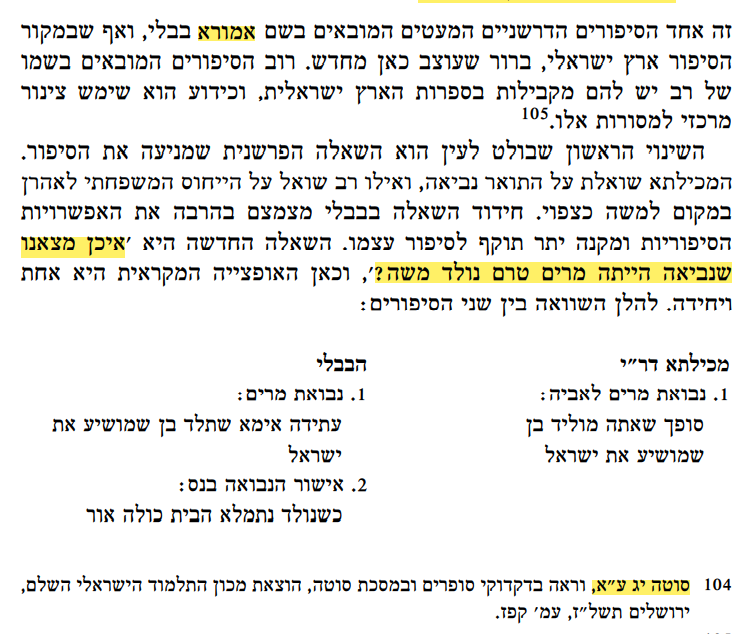 זה אחד הסיפורים הדרשניים המעטים המובאים בשם אמורא בבלי, ואף שבמקור
הסיפור ארץ ישראלי, ברור שעוצב כאן מחדש. רוב הסיפורים המובאים בשמו
של רב יש להם מקבילות בספרות הארץ ישראלית, וכידוע הוא שימש צינור
מרכזי למסורות אלו.105
השינוי הראשון שבולט לעין הוא השאלה הפרשנית שמניעה את הסיפור.
המכילתא שואלת על התואר נביאה, ואילו רב שואל על הייחוס המשפחתי לאהרן
במקום למשה כצפוי. חידוד השאלה בבבלי מצמצם בהרבה את האפשרויות
הסיפוריות ומקנה יתר תוקף לסיפור עצמו. השאלה החדשה היא ׳איכן מצאנו
שנביאה הייתה מרים טרם נולד משה?׳, וכאן האופצייה המקראית היא אחת
ויחידה. להלן השוואה בין שני הסיפורים:
מכילתא דר״י
1. נבואת מרים לאביה:
סופך שאתה מוליד בן
שמושיע את ישראל
הבבלי
1. נבואת מרים:
עתידה אימא שתלד בן שמושיע את
ישראל
2. אישור הנבואה בנס:
כשנולד נתמלא הבית כולה אור
104 סוטה יג ע״א, וראה בדקדוקי סופרים ובמסכת סוטה, הוצאת מכון התלמוד הישראלי השלם,
ירושלים תשל״ז, עמ׳ קפז.